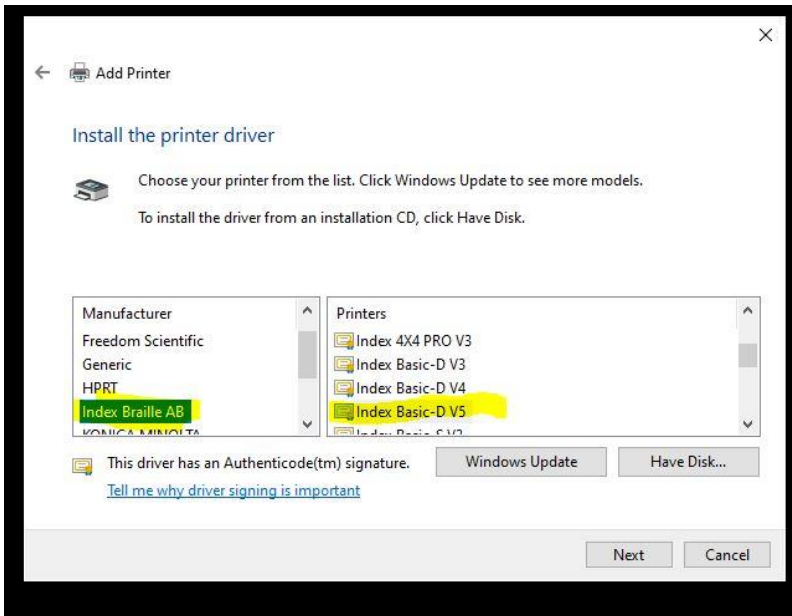 Add Printer
Install the printer driver
Choose your printer from the list. Click Windows Update to see more models.
To install the driver from an installation CD, click Have Disk.
Manufacturer
Freedom Scientific
Generic
HPRT
Index Braille AB
KONICA MINOLTA
Printers
Index 4X4 PRO V3
Index Basic-D V3
Index Basic-D V4
Index Basic-D V5
This driver has an Authenticode(tm) signature.
Windows Update
Have Disk...
Tell me why driver signing is important
Next
Cancel